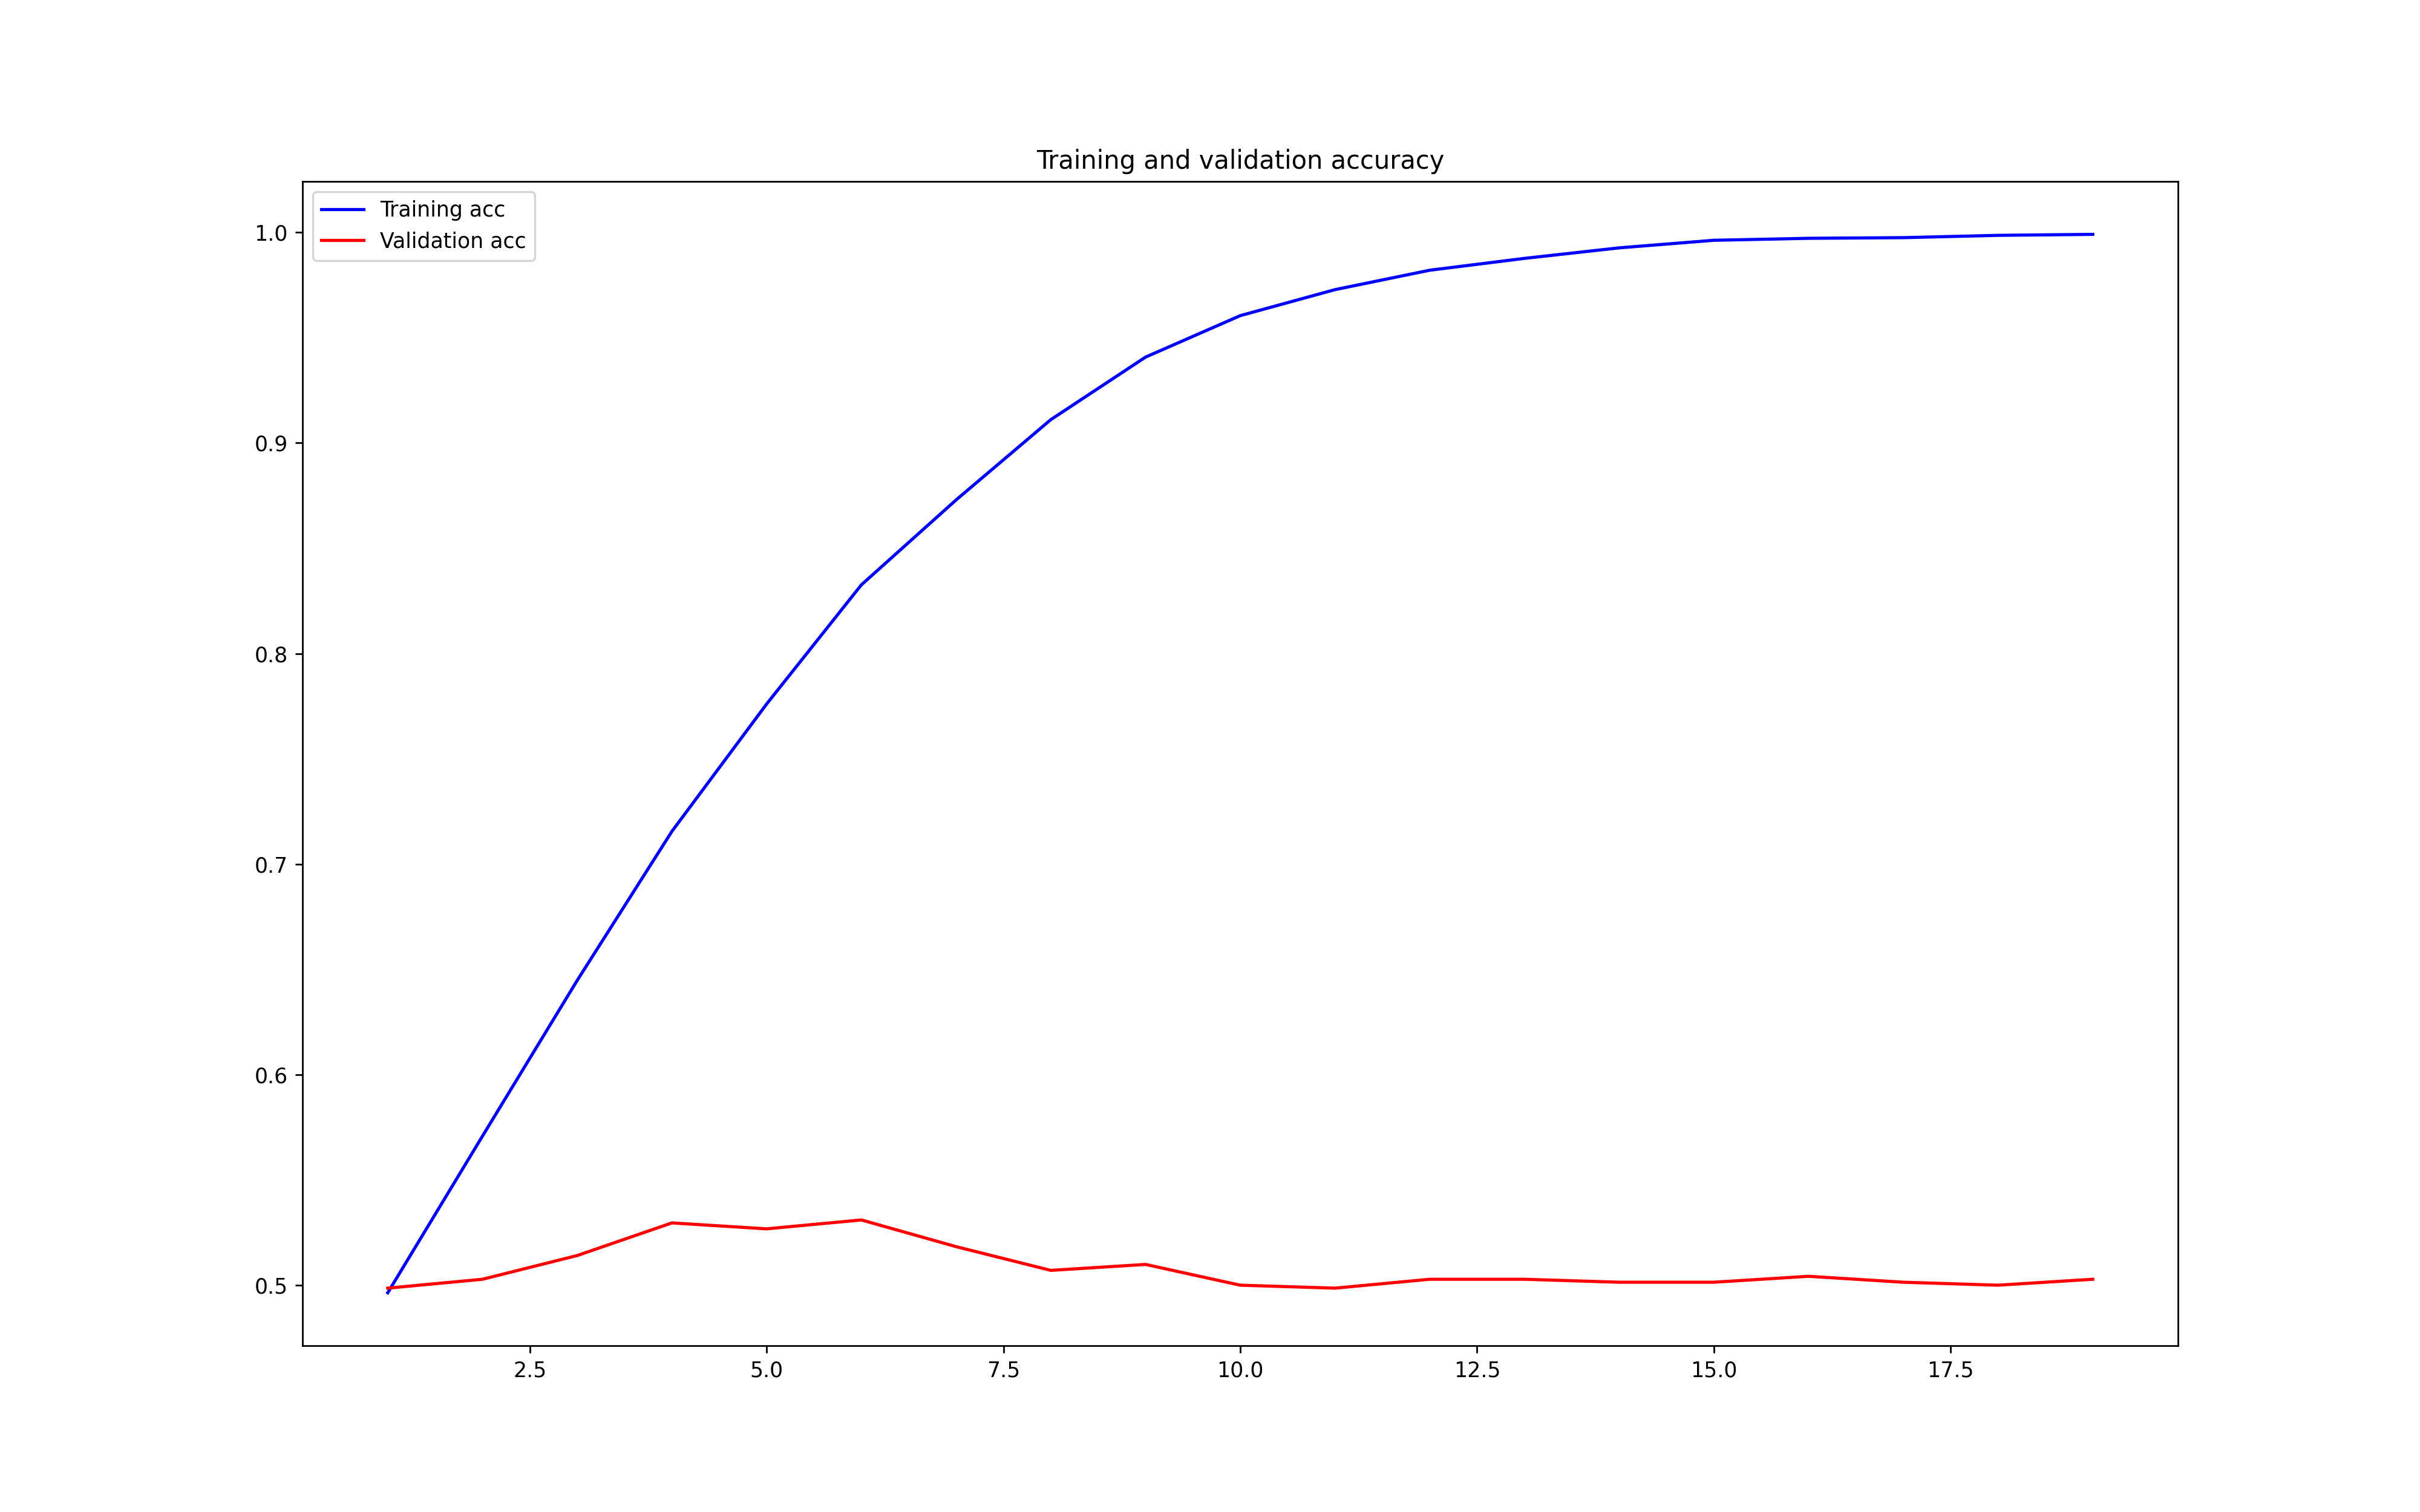 Training and validation accuracy
Training acc
Validation acc
1.0
0.9
0.8
0.7
0.6
0.5
2.5 5.0 7.5 10.0 12.5 15.0 17.5